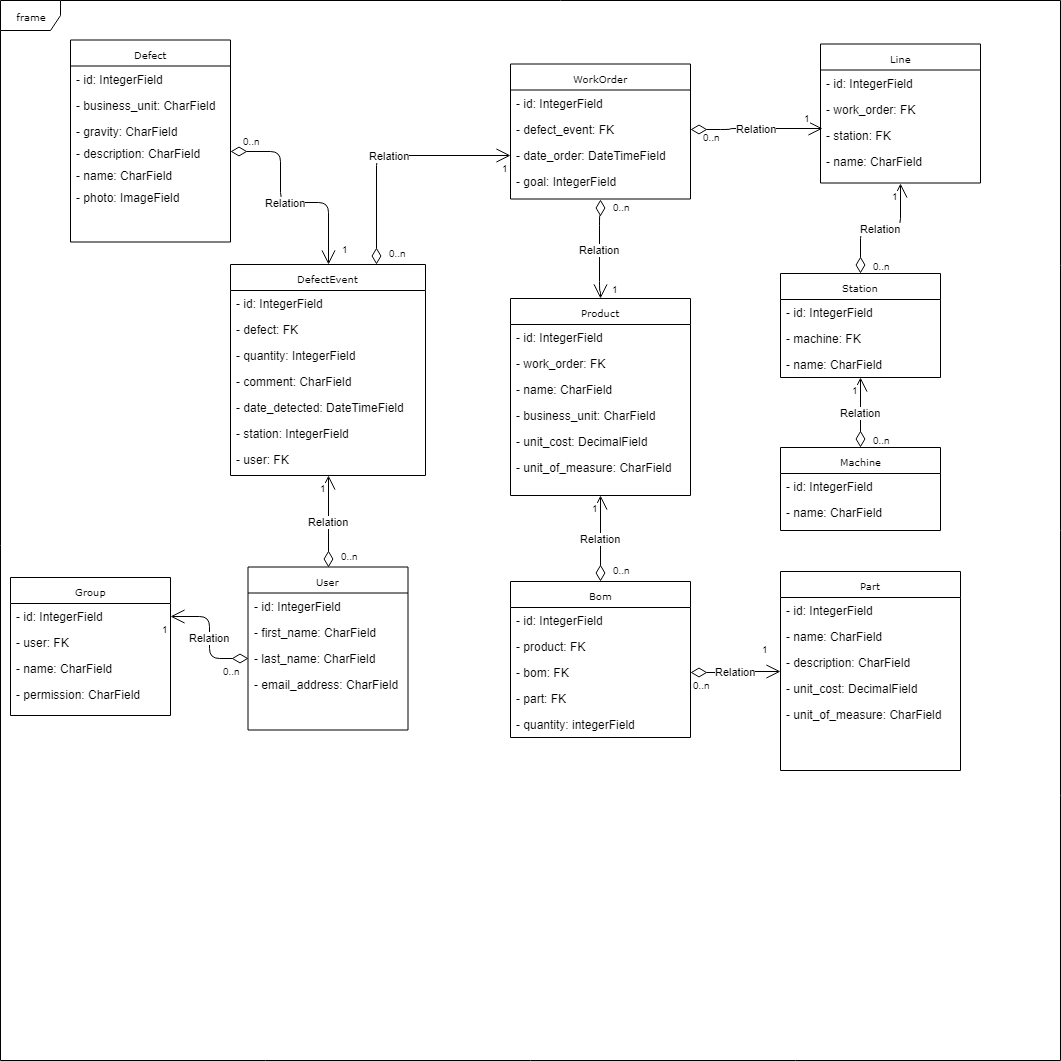 frame
Defect
- id: IntegerField
- business_unit: CharField
- gravity: CharField
- description: CharField
- name: CharField
- photo: ImageField
0..n
Relation
1
DefectEvent
- id: IntegerField
- defect: FK
- quantity: IntegerField
- comment: CharField
- date_detected: DateTimeField
- station: IntegerField
- user: FK
0..n
Relation
1
WorkOrder
- id: IntegerField
- defect_event: FK
- date_order: DateTimeField
- goal: IntegerField
0..n
Relation
1
Line
- id: IntegerField
- work_order: FK
- station: FK
- name: CharField
1
Relation
0..n
Station
- id: IntegerField
- machine: FK
- name: CharField
1
Relation
0..n
Machine
- id: IntegerField
- name: CharField
0..n
Relation
1
Product
- id: IntegerField
- work_order: FK
- name: CharField
- business_unit: CharField
- unit_cost: DecimalField
- unit_of_measure: CharField
1
Relation
0..n
Bom
- id: IntegerField
- product: FK
- bom: FK
- part: FK
- quantity: integerField
0..n
Relation
1
Part
- id: IntegerField
- name: CharField
- description: CharField
- unit_cost: DecimalField
- unit_of_measure: CharField
1
Relation
0..n
User
- id: IntegerField
- first_name: CharField
- last_name: CharField
- email_address: CharField
0..n
Relation
1
Group
- id: IntegerField
- user: FK
- name: CharField
- permission: CharField